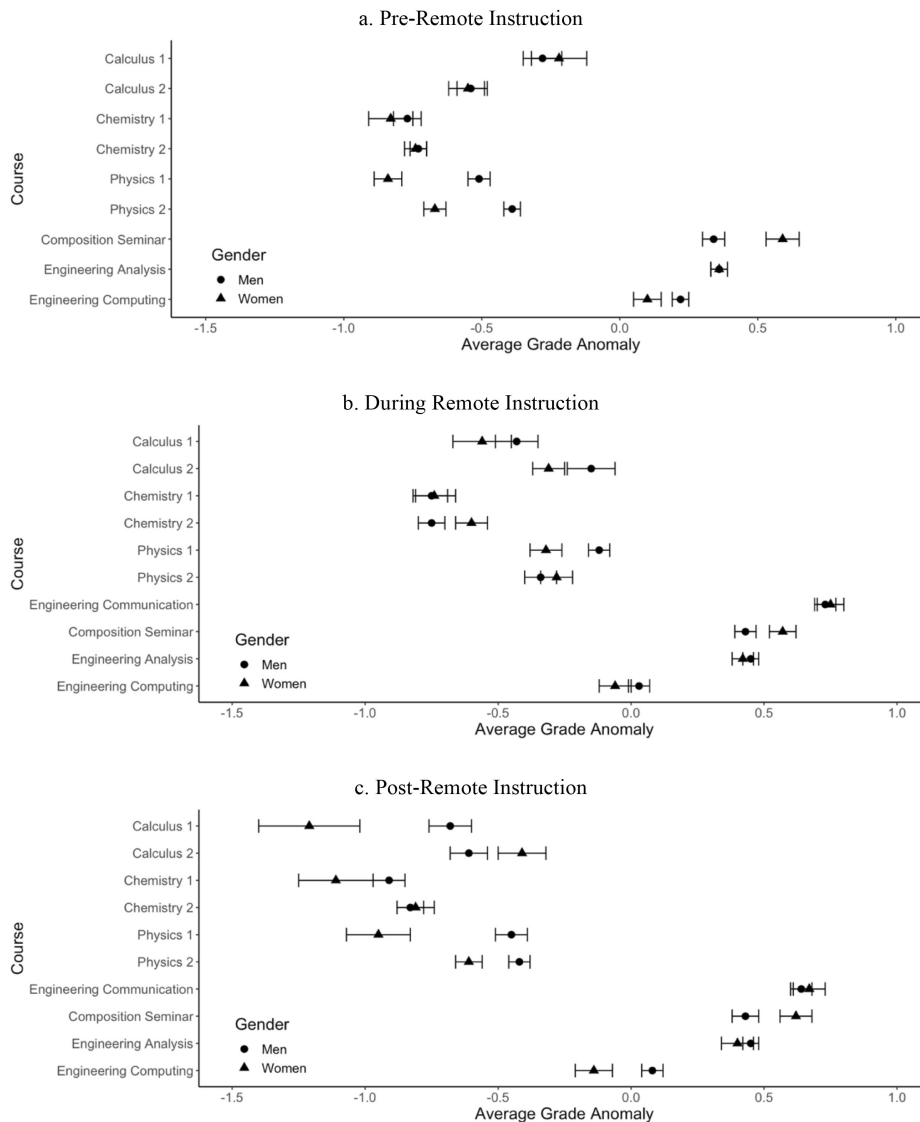 a. Pre-Remote Instruction
Course
Calculus 1
Calculus 2
Chemistry 1
Chemistry 2
Physics 1
Physics 2
Composition Seminar
Engineering Analysis
Engineering Computing
Gender
Men
Women
-1.5 -1.0 -0.5 0.0 0.5 1.0
Average Grade Anomaly
b. During Remote Instruction
Course
Calculus 1
Calculus 2
Chemistry 1
Chemistry 2
Physics 1
Physics 2
Engineering Communication
Composition Seminar
Engineering Analysis
Engineering Computing
Gender
Men
Women
-1.5 -1.0 -0.5 0.0 0.5 1.0
Average Grade Anomaly
c. Post-Remote Instruction
Course
Calculus 1
Calculus 2
Chemistry 1
Chemistry 2
Physics 1
Physics 2
Engineering Communication
Composition Seminar
Engineering Analysis
Engineering Computing
Gender
Men
Women
-1.5 -1.0 -0.5 0.0 0.5 1.0
Average Grade Anomaly